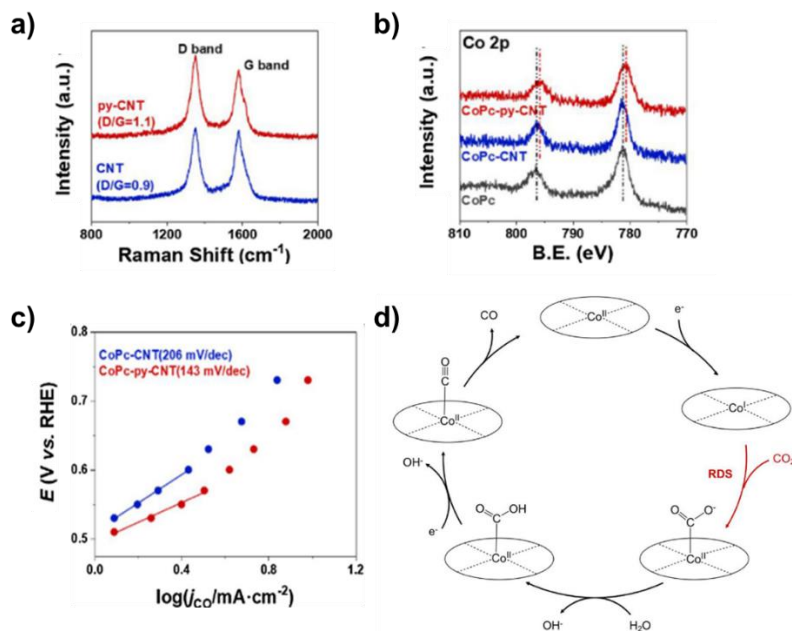 a)
Intensity (a.u.)
D band
G band
py-CNT
(D/G=1.1)
CNT
(D/G=0.9)
800 1200 1600 2000
Raman Shift (cm⁻¹)
b)
Intensity (a.u.)
Co 2p
CoPc-py-CNT
CoPc-CNT
CoPc
810 800 790 780 770
B.E. (eV)
c)
E (V vs. RHE)
0.8
0.7
0.6
0.5
CoPc-CNT(206 mV/dec)
CoPc-py-CNT(143 mV/dec)
0.0 0.4 0.8 1.2
log(jCO/mA·cm⁻²)
d)
Coᴵᴵ
e⁻
Coᴵ
RDS
CO₂
O
C
O⁻
Coᴵᴵ
H₂O
OH⁻
O
C
OH
Coᴵᴵ
e⁻
OH⁻
O
C
Coᴵᴵ
CO